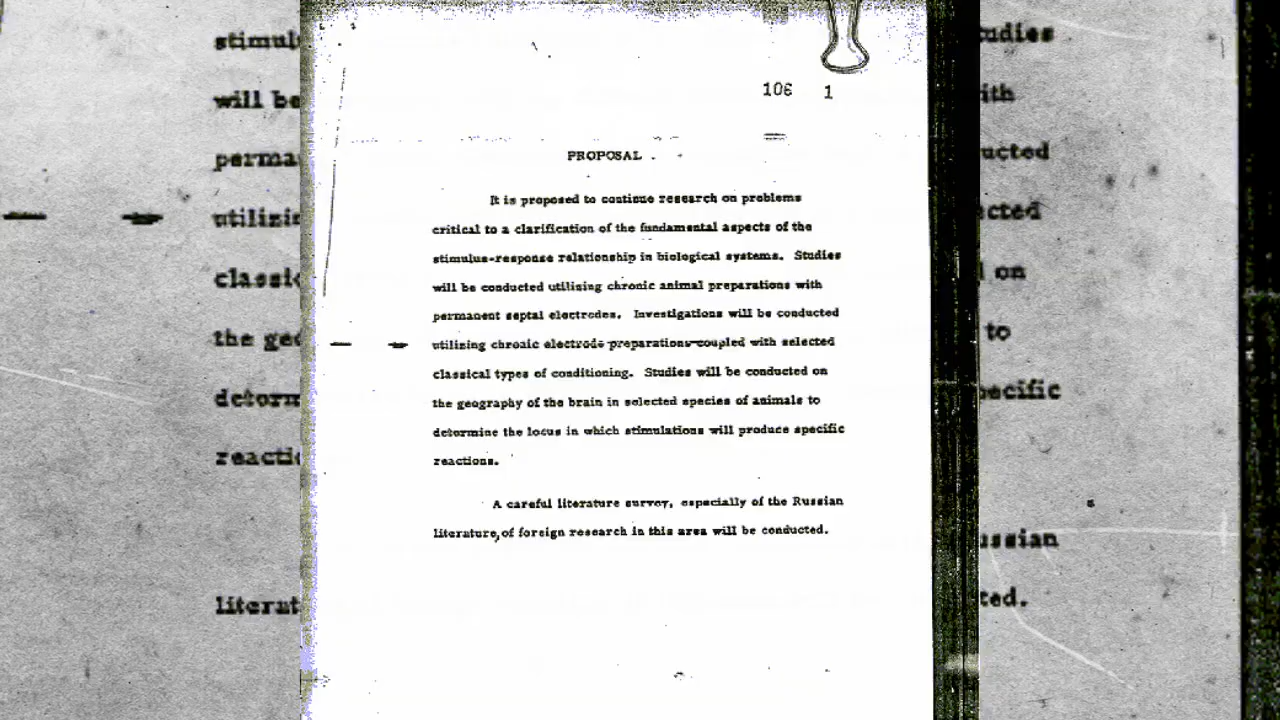 106 1
PROPOSAL
It is proposed to continue research on problems
critical to a clarification of the fundamental aspects of the
stimulus-response relationship in biological systems. Studies
will be conducted utilizing chronic animal preparations with
permanent septal electrodes. Investigations will be conducted
utilizing chronic electrode preparations coupled with selected
classical types of conditioning. Studies will be conducted on
the geography of the brain in selected species of animals to
determine the locus in which stimulations will produce specific
reactions.
A careful literature survey, especially of the Russian
literature, of foreign research in this area will be conducted.